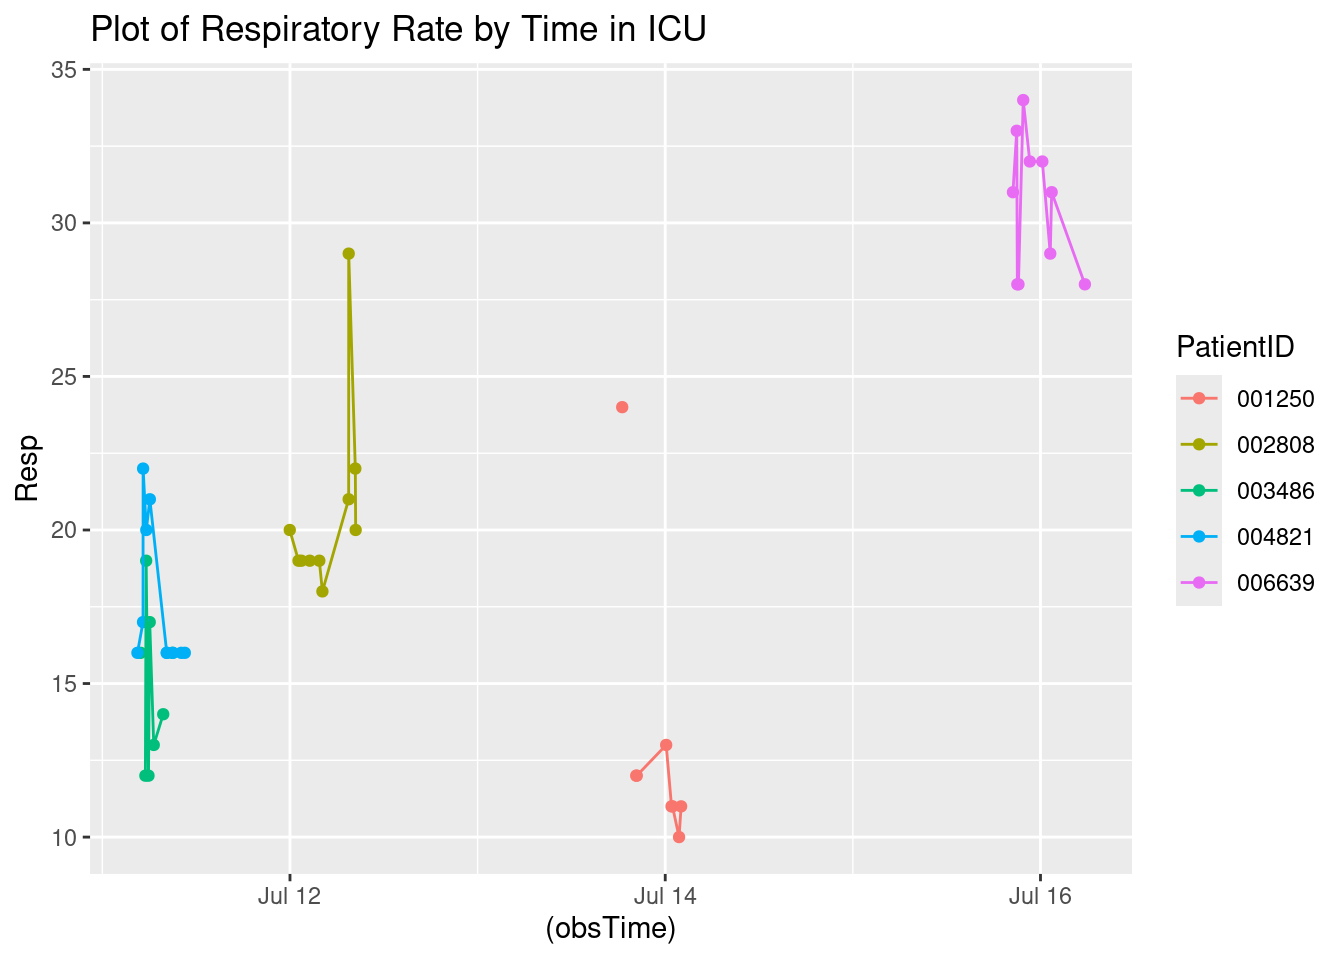 Plot of Respiratory Rate by Time in ICU
35
30
25
20
15
10
Resp
Jul 12 Jul 14 Jul 16
(obsTime)
PatientID
001250
002808
003486
004821
006639